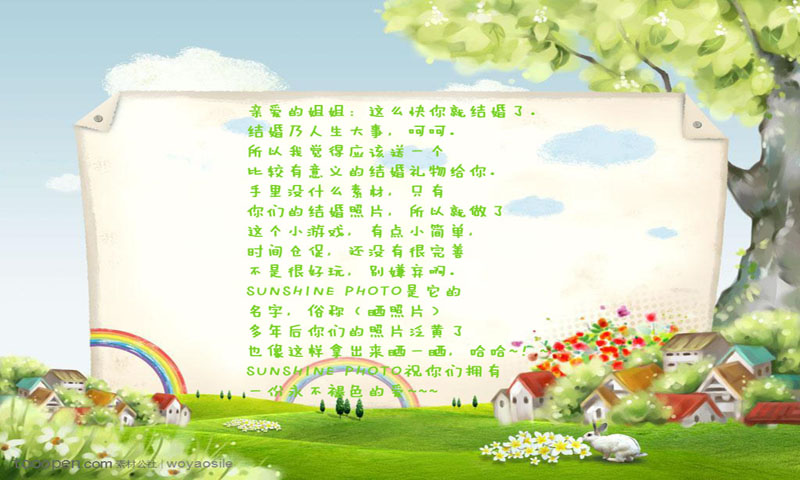 亲爱的姐姐：这么快你就结婚了.
结婚乃人生大事，呵呵.
所以我觉得应该送一个
比较有意义的结婚礼物给你.
手里没什么素材，只有
你们的结婚照片，所以就做了
这个小游戏，有点小简单，
时间仓促，还没有很完善
不是很好玩，别嫌弃啊.
SUNSHINE PHOTO是它的
名字，俗称（晒照片）
多年后你们的照片泛黄了
也像这样拿出来晒一晒，哈哈~
SUNSHINE PHOTO祝你们拥有
一份永不褪色的爱~~~
素材公社 | woyaosile